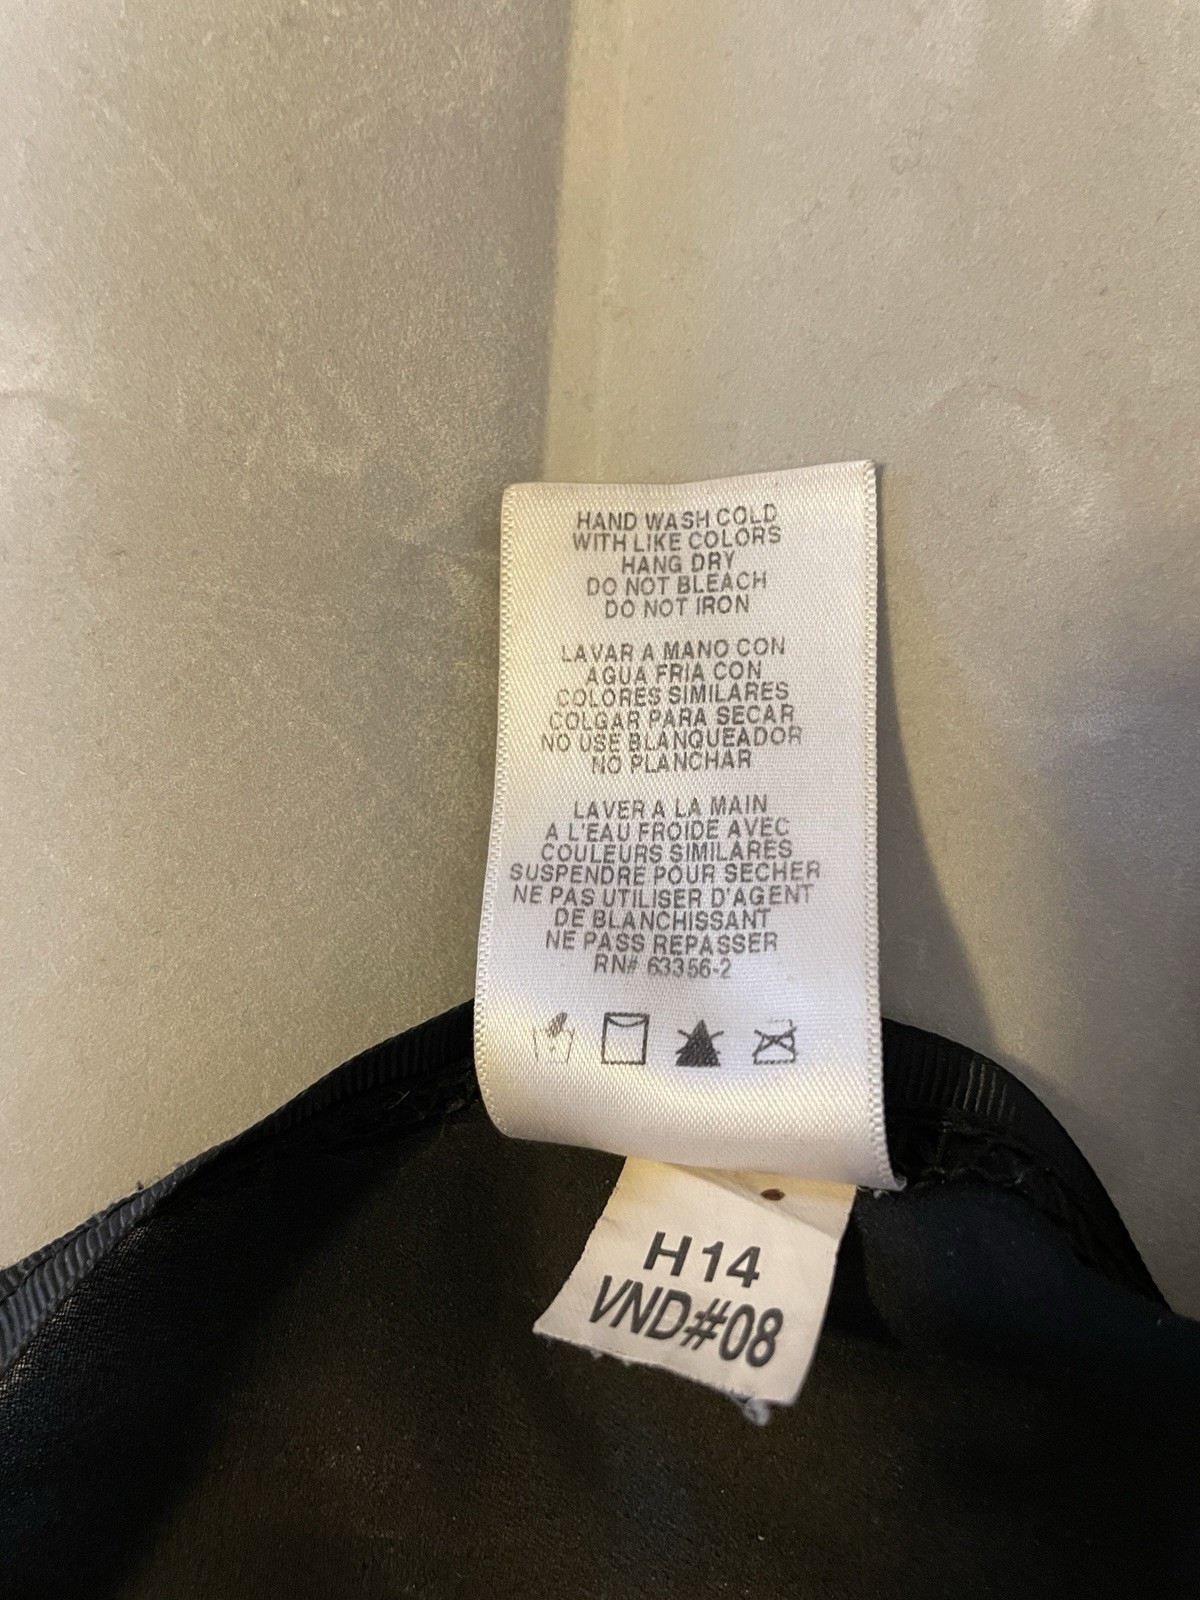 HAND WASH COLD
WITH LIKE COLORS
HANG DRY
DO NOT BLEACH
DO NOT IRON
LAVAR A MANO CON
AGUA FRIA CON
COLORES SIMILARES
COLGAR PARA SECAR
NO USE BLANQUEADOR
NO PLANCHAR
LAVER A LA MAIN
A L'EAU FROIDE AVEC
COULEURS SIMILARES
SUSPENDRE POUR SECHER
NE PAS UTILISER D'AGENT
DE BLANCHISSANT
NE PASS REPASSER
RN# 63356-2
H14
VND#08